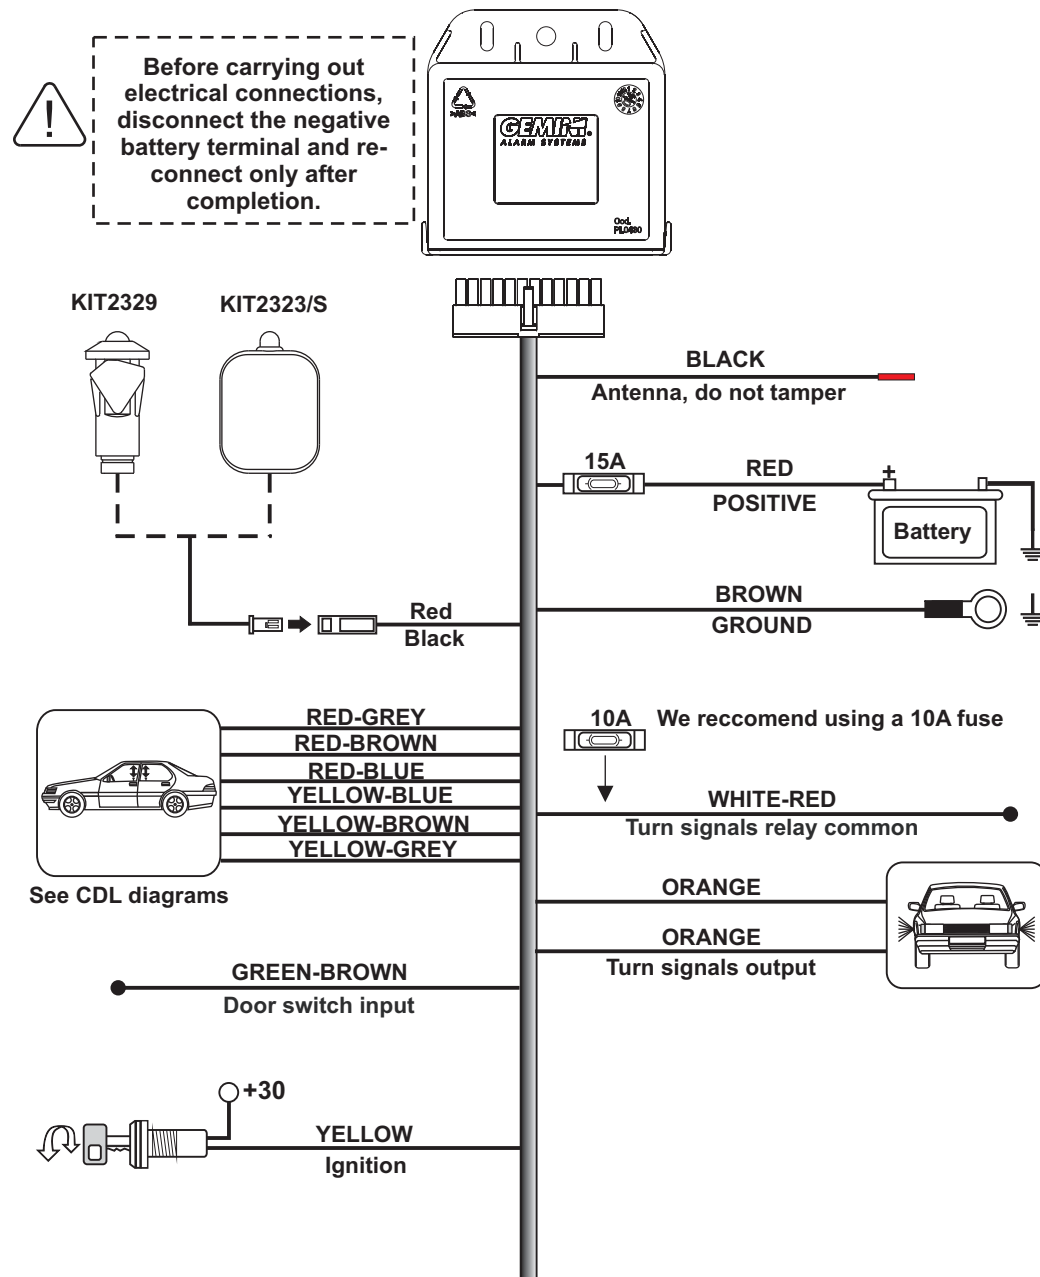 Before carrying out
electrical connections,
disconnect the negative
battery terminal and re-
connect only after
completion.
>ABS<
GEMINI.
ALARM SYSTEMS
Cod.
KIT2329
KIT2323/S
BLACK
Antenna, do not tamper
15A
RED
POSITIVE
+
Battery
BROWN
GROUND
Red
Black
RED-GREY
RED-BROWN
RED-BLUE
YELLOW-BLUE
YELLOW-BROWN
YELLOW-GREY
See CDL diagrams
10A
We reccomend using a 10A fuse
WHITE-RED
Turn signals relay common
ORANGE
ORANGE
Turn signals output
GREEN-BROWN
Door switch input
+30
YELLOW
Ignition